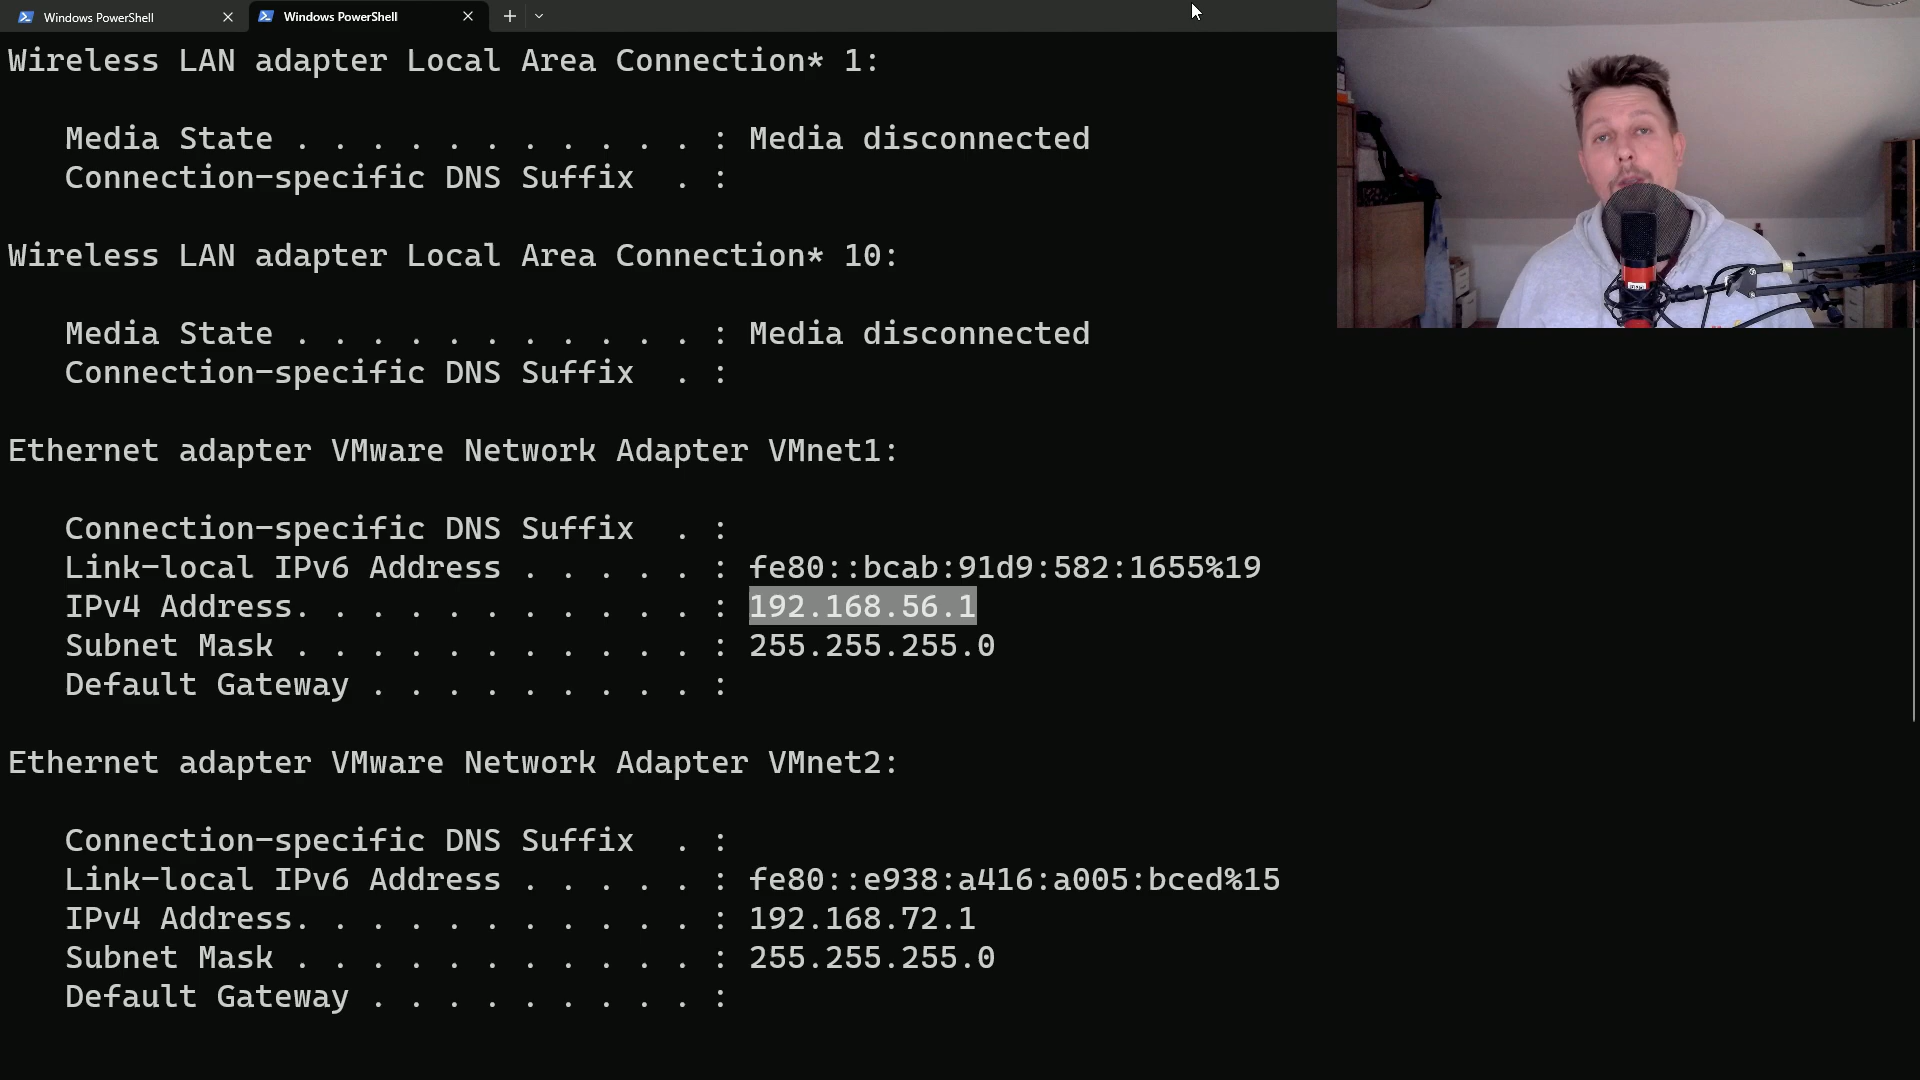 Windows PowerShell
Windows PowerShell
Wireless LAN adapter Local Area Connection* 1:
Media State . . . . . . . . . . . : Media disconnected
Connection-specific DNS Suffix  . :
Wireless LAN adapter Local Area Connection* 10:
Media State . . . . . . . . . . . : Media disconnected
Connection-specific DNS Suffix  . :
Ethernet adapter VMware Network Adapter VMnet1:
Connection-specific DNS Suffix  . :
Link-local IPv6 Address . . . . . : fe80::bcab:91d9:582:1655%19
IPv4 Address. . . . . . . . . . . : 192.168.56.1
Subnet Mask . . . . . . . . . . . : 255.255.255.0
Default Gateway . . . . . . . . . :
Ethernet adapter VMware Network Adapter VMnet2:
Connection-specific DNS Suffix  . :
Link-local IPv6 Address . . . . . : fe80::e938:a416:a005:bced%15
IPv4 Address. . . . . . . . . . . : 192.168.72.1
Subnet Mask . . . . . . . . . . . : 255.255.255.0
Default Gateway . . . . . . . . . :